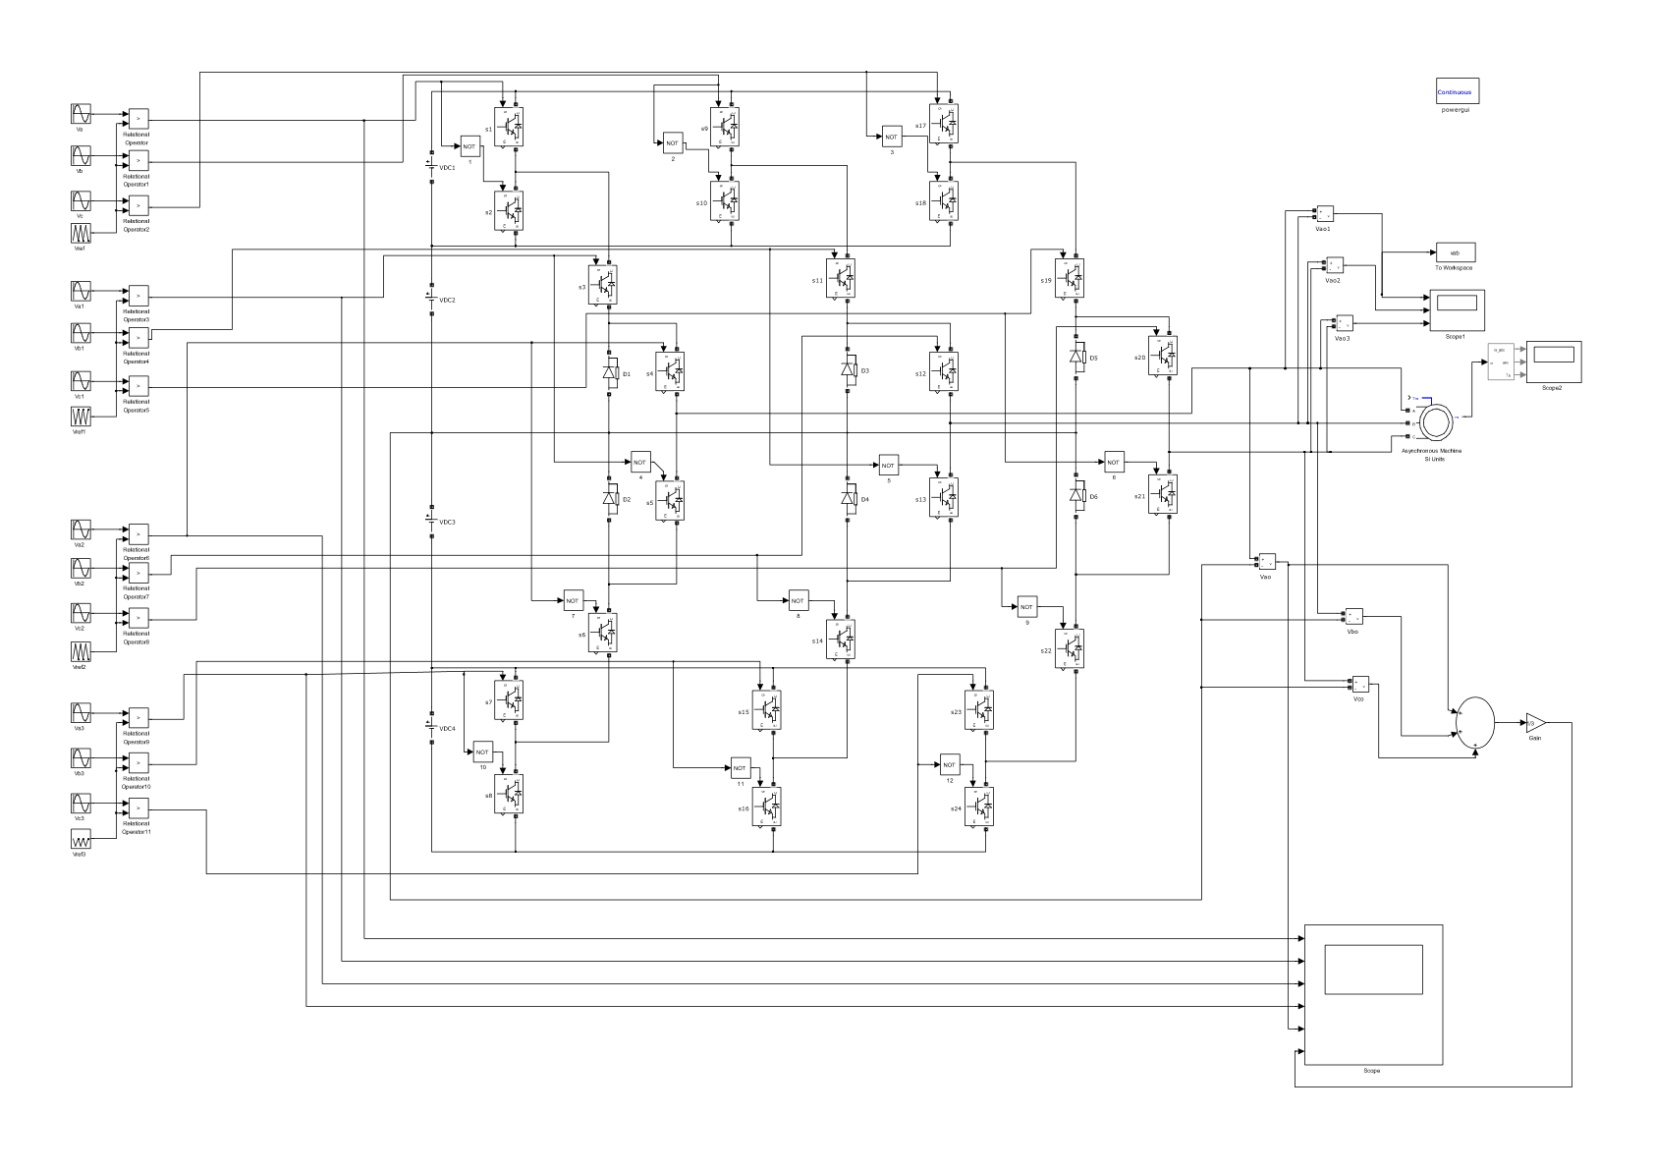 Continuous
powergui
Va
Relational
Operator
Vb
Relational
Operator1
Vc
Relational
Operator2
Vref
s1
NOT
1
s2
s9
NOT
2
s10
s17
NOT
3
s18
VDC1
Va1
Relational
Operator3
Vb1
Relational
Operator4
Vc1
Relational
Operator5
Vref1
VDC2
s3
D1
s4
s11
D3
s12
s19
D5
s20
Vao1
Vao2
Vao3
vab
To Workspace
Scope1
Scope2
Asynchronous Machine
SI Units
NOT
4
s5
D2
NOT
5
s13
D4
NOT
6
s21
D6
VDC3
Va2
Relational
Operator6
Vb2
Relational
Operator7
Vc2
Relational
Operator8
Vref2
NOT
7
s6
NOT
8
s14
NOT
9
s22
Vao
Vbo
Vco
Va3
Relational
Operator9
Vb3
Relational
Operator10
Vc3
Relational
Operator11
Vref3
VDC4
s7
NOT
10
s8
s15
NOT
11
s16
s23
NOT
12
s24
Gain
Scope